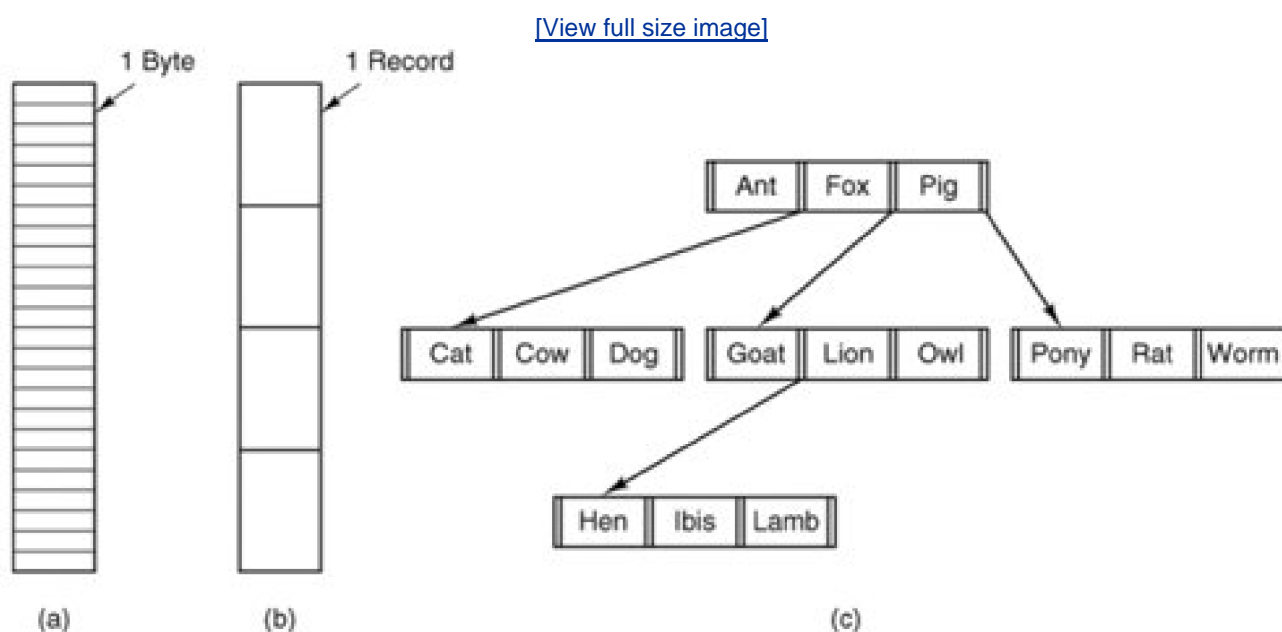 [View full size image]
1 Byte
1 Record
Ant Fox Pig
Cat Cow Dog Goat Lion Owl Pony Rat Worm
Hen Ibis Lamb
(a) (b) (c)